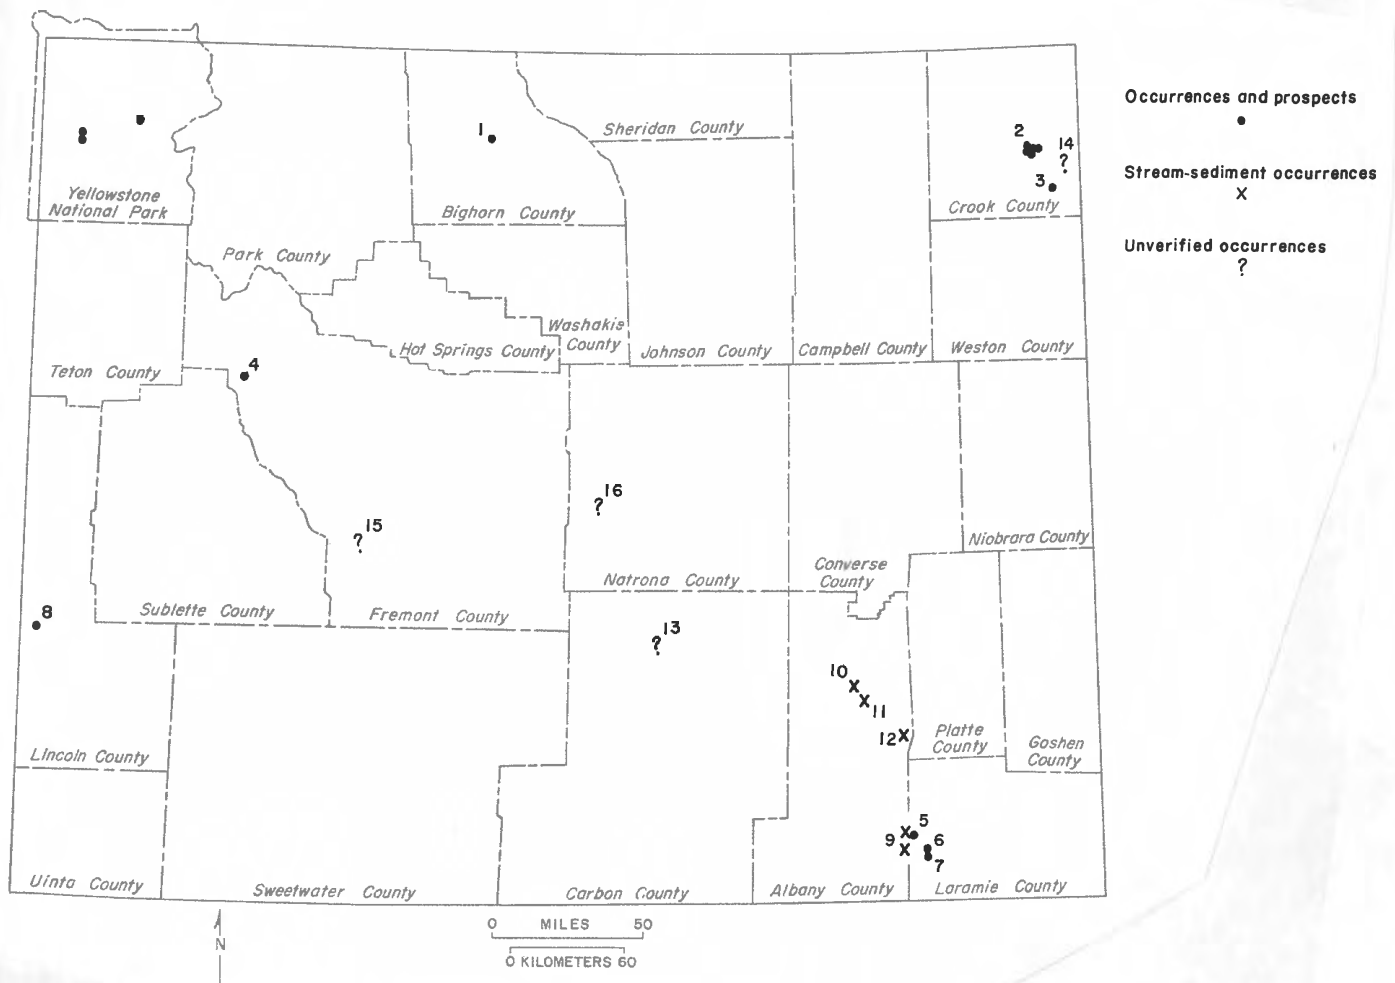 Occurrences and prospects
Stream-sediment occurrences
X
Unverified occurrences
?
Yellowstone
National Park
Park County
1
Bighorn County
Sheridan County
2
14
?
3
Crook County
Teton County
4
Hot Springs County
Washakie
County
Johnson County
Campbell County
Weston County
15
?
16
?
8
Sublette County
Fremont County
Natrona County
Converse
County
Niobrara County
13
?
10
X
X
11
12 X
Platte
County
Goshen
County
Lincoln County
X 5
9 X
6
7
Uinta County
Sweetwater County
Carbon County
Albany County
Laramie County
N
0 MILES 50
0 KILOMETERS 60